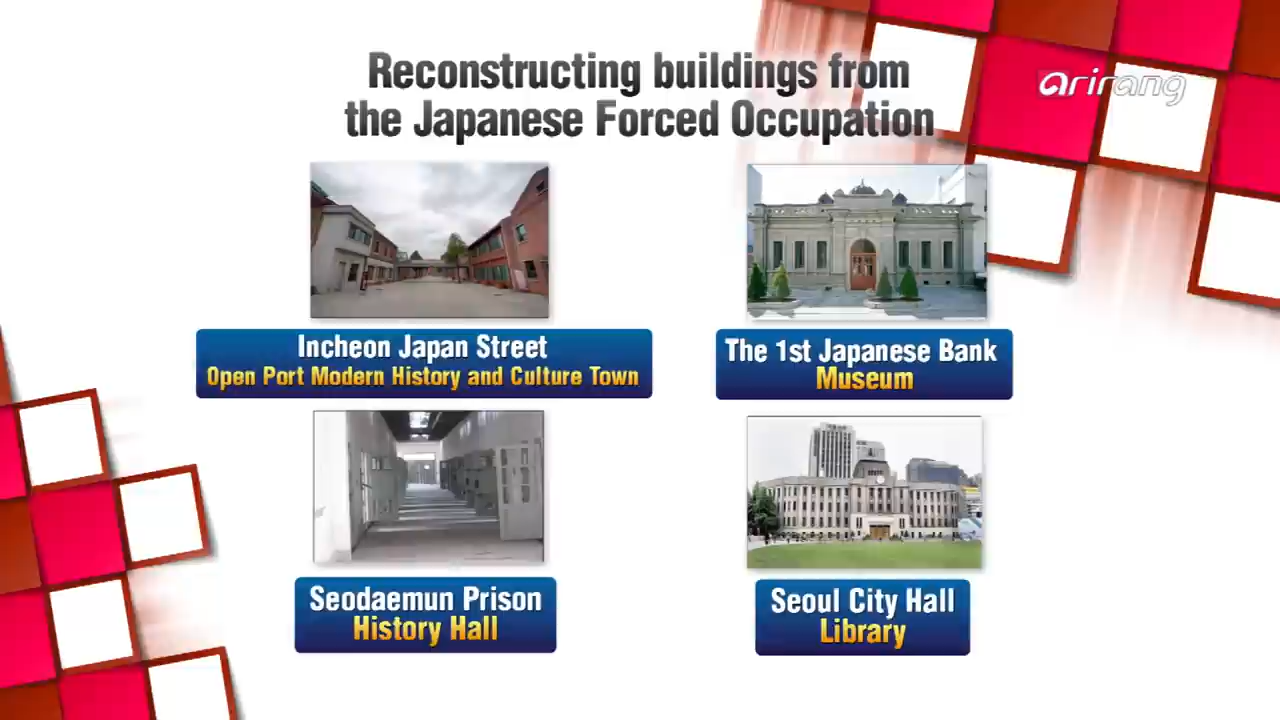 Reconstructing buildings from
the Japanese Forced Occupation
arirang
Incheon Japan Street
Open Port Modern History and Culture Town
The 1st Japanese Bank
Museum
Seodaemun Prison
History Hall
Seoul City Hall
Library